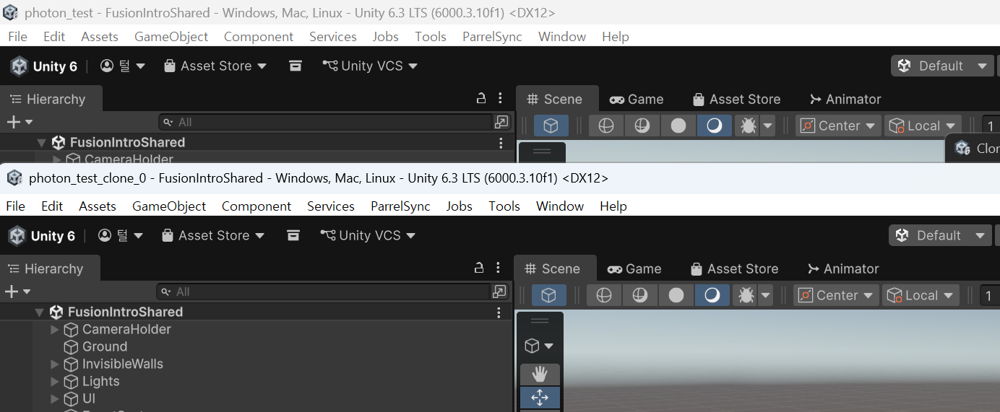 photon_test - FusionIntroShared - Windows, Mac, Linux - Unity 6.3 LTS (6000.3.10f1) <DX12>
File Edit Assets GameObject Component Services Jobs Tools ParrelSync Window Help
Unity 6 털 Asset Store Unity VCS Default
Hierarchy Scene Game Asset Store Animator
All Center Local 1
FusionIntroShared
CameraHolder Clon
photon_test_clone_0 - FusionIntroShared - Windows, Mac, Linux - Unity 6.3 LTS (6000.3.10f1) <DX12>
File Edit Assets GameObject Component Services ParrelSync Jobs Tools Window Help
Unity 6 털 Asset Store Unity VCS Default
Hierarchy Scene Game Asset Store Animator
All Center Local 1
FusionIntroShared
CameraHolder
Ground
InvisibleWalls
Lights
UI